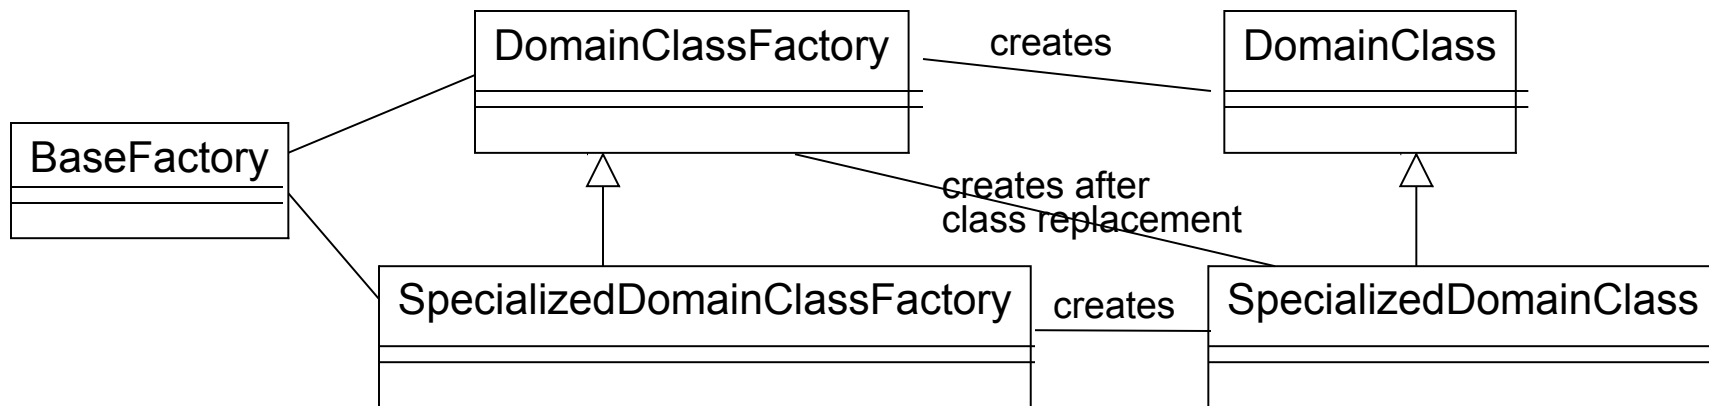 DomainClassFactory
creates
DomainClass
BaseFactory
creates after
class replacement
SpecializedDomainClassFactory
creates
SpecializedDomainClass